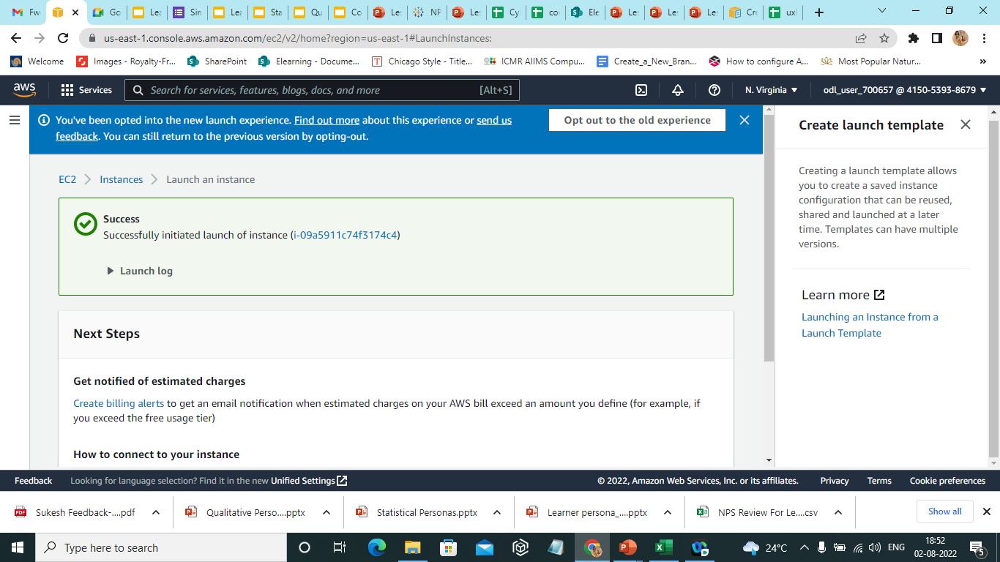 Fw
Go
Lea
Sin
Lea
Sta
Qu
Co
Les
NP
Les
Cy
co
Ele
Les
Les
Les
Cre
ux
us-east-1.console.aws.amazon.com/ec2/v2/home?region=us-east-1#LaunchInstances:
Welcome
Images - Royalty-Fr...
SharePoint
Elearning - Docume...
Chicago Style - Title...
ICMR AIIMS Compu...
Create_a_New_Bran...
How to configure A...
Most Popular Natur...
aws
Services
Search for services, features, blogs, docs, and more
[Alt+S]
N. Virginia
odl_user_700657 @ 4150-5393-8679
You've been opted into the new launch experience. Find out more about this experience or send us
feedback. You can still return to the previous version by opting-out.
Opt out to the old experience
EC2 Instances Launch an instance
Success
Successfully initiated launch of instance (i-09a5911c74f3174c4)
Launch log
Next Steps
Get notified of estimated charges
Create billing alerts to get an email notification when estimated charges on your AWS bill exceed an amount you define (for example, if
you exceed the free usage tier)
How to connect to your instance
Create launch template
Creating a launch template allows
you to create a saved instance
configuration that can be reused,
shared and launched at a later
time. Templates can have multiple
versions.
Learn more
Launching an Instance from a
Launch Template
Feedback
Looking for language selection? Find it in the new Unified Settings
© 2022, Amazon Web Services, Inc. or its affiliates.
Privacy
Terms
Cookie preferences
Sukesh Feedback-....pdf
Qualitative Perso....pptx
Statistical Personas.pptx
Learner persona_....pptx
NPS Review For Le....csv
Show all
Type here to search
24°C
ENG
18:52
02-08-2022
5